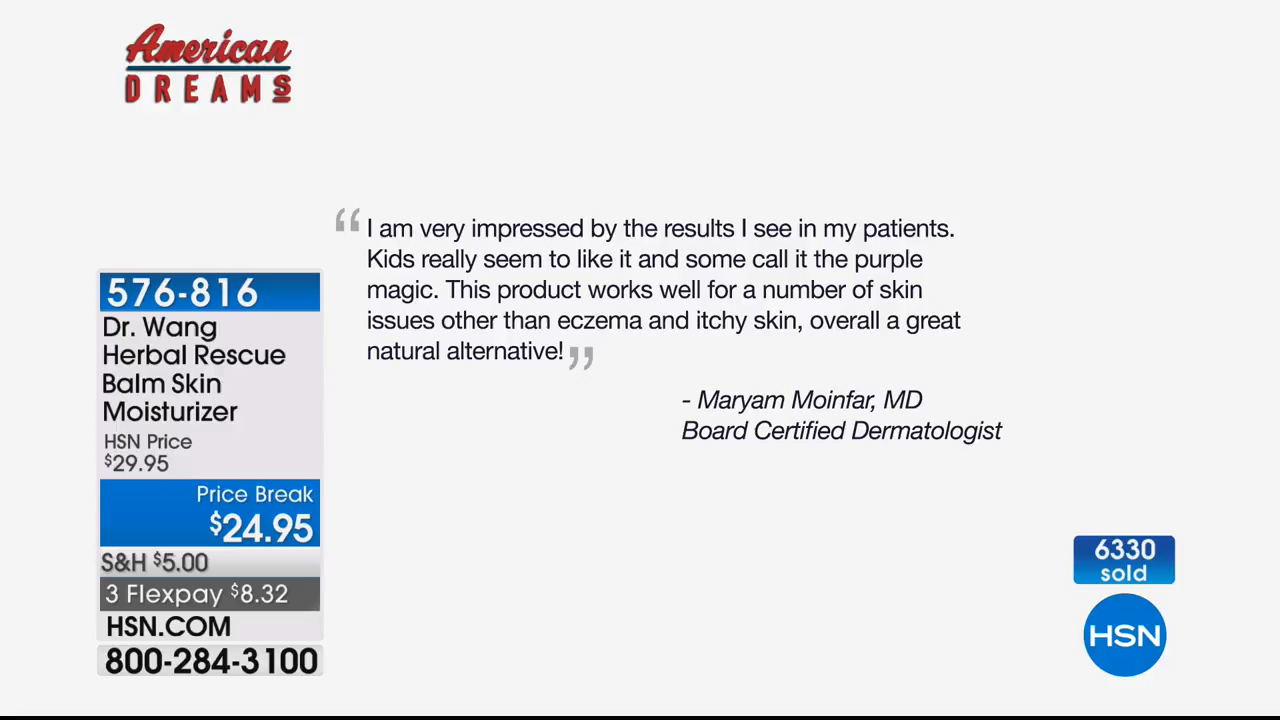 American
DREAMS
“I am very impressed by the results I see in my patients.
Kids really seem to like it and some call it the purple
magic. This product works well for a number of skin
issues other than eczema and itchy skin, overall a great
natural alternative!”
- Maryam Moinfar, MD
Board Certified Dermatologist
576-816
Dr. Wang
Herbal Rescue
Balm Skin
Moisturizer
HSN Price
$29.95
Price Break
$24.95
S&H $5.00
3 Flexpay $8.32
HSN.COM
800-284-3100
6330
sold
HSN